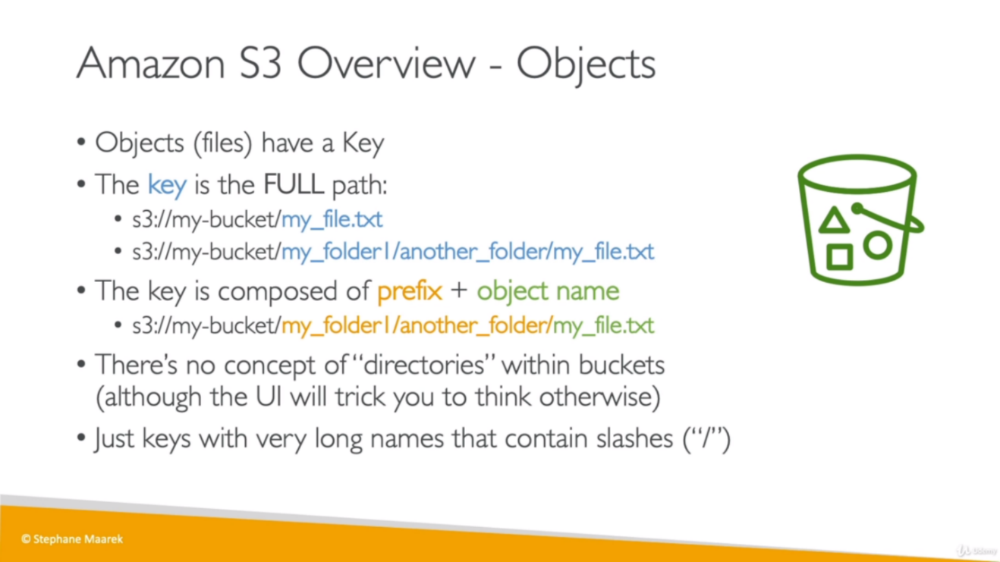 Amazon S3 Overview - Objects
• Objects (files) have a Key
• The key is the FULL path:
• s3://my-bucket/my_file.txt
• s3://my-bucket/my_folder1/another_folder/my_file.txt
• The key is composed of prefix + object name
• s3://my-bucket/my_folder1/another_folder/my_file.txt
• There's no concept of “directories” within buckets
(although the UI will trick you to think otherwise)
• Just keys with very long names that contain slashes (“/”)
© Stephane Maarek
Udemy